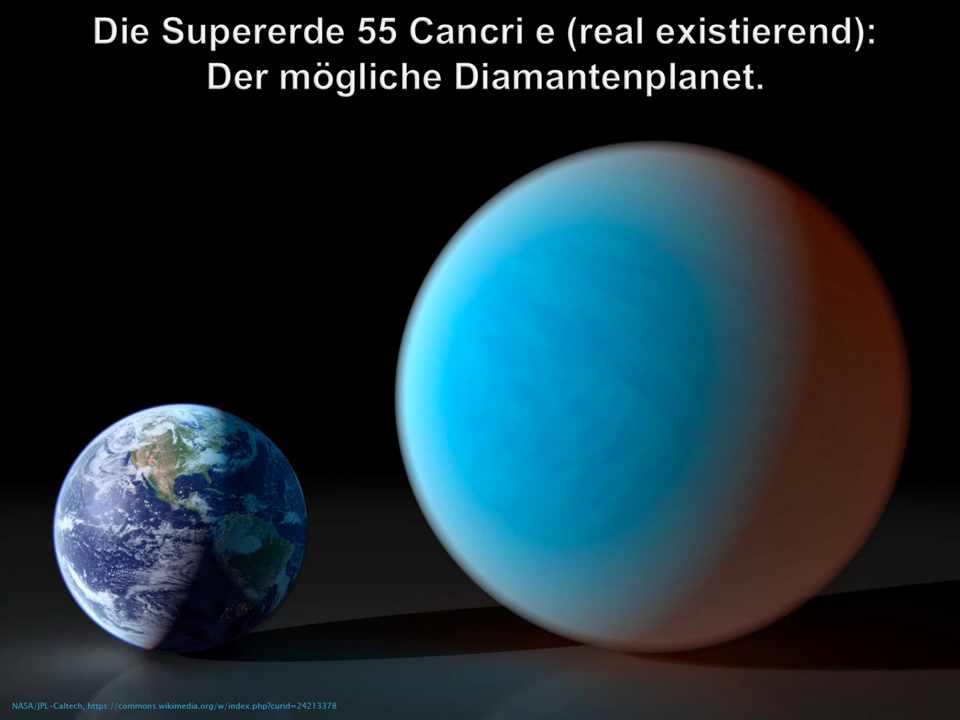 Die Supererde 55 Cancri e (real existierend):
Der mögliche Diamantenplanet.
NASA/JPL-Caltech, https://commons.wikimedia.org/w/index.php?curid=24213378